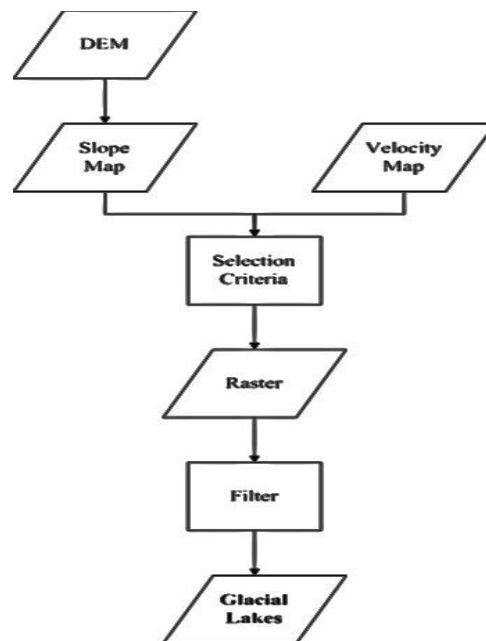 DEM
Slope
Map
Velocity
Map
Selection
Criteria
Raster
Filter
Glacial
Lakes